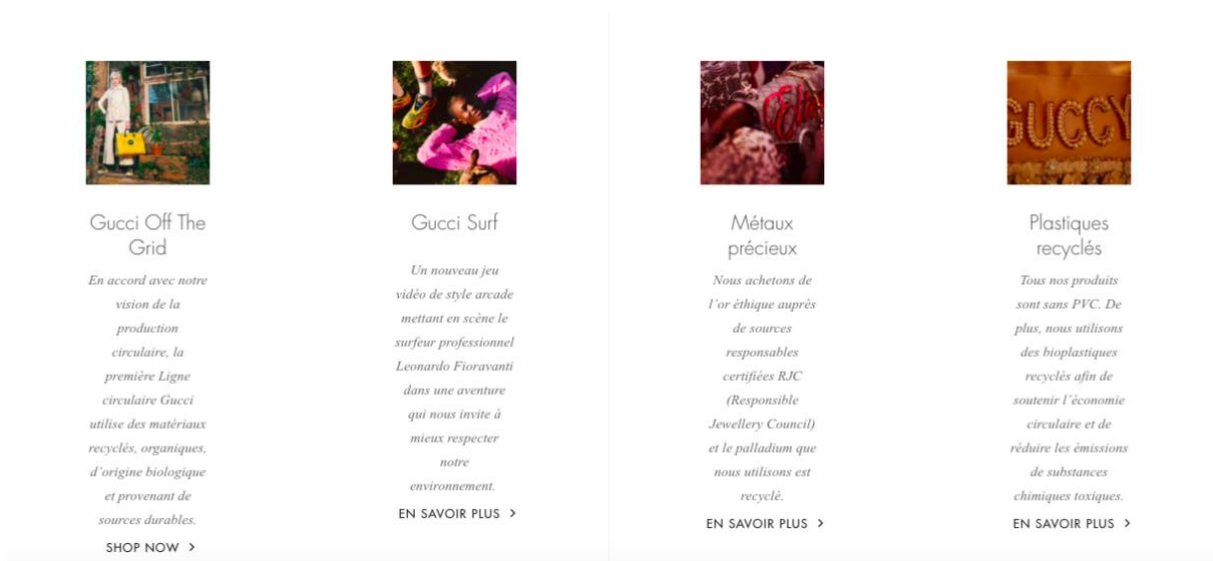 Gucci Off The
Grid
En accord avec notre
vision de la
production
circulaire, la
première Ligne
circulaire Gucci
utilise des matériaux
recyclés, organiques,
d'origine biologique
et provenant de
sources durables.
SHOP NOW >
Gucci Surf
Un nouveau jeu
vidéo de style arcade
mettant en scène le
surfeur professionnel
Leonardo Fioravanti
dans une aventure
qui nous invite à
mieux respecter
notre
environnement.
EN SAVOIR PLUS >
Métaux
précieux
Nous achetons de
l'or éthique auprès
de sources
responsables
certifiées RJC
(Responsible
Jewellery Council)
et le palladium que
nous utilisons est
recyclé.
EN SAVOIR PLUS >
GUCCY
Plastiques
recyclés
Tous nos produits
sont sans PVC. De
plus, nous utilisons
des bioplastiques
recyclés afin de
soutenir l'économie
circulaire et de
réduire les émissions
de substances
chimiques toxiques.
EN SAVOIR PLUS >